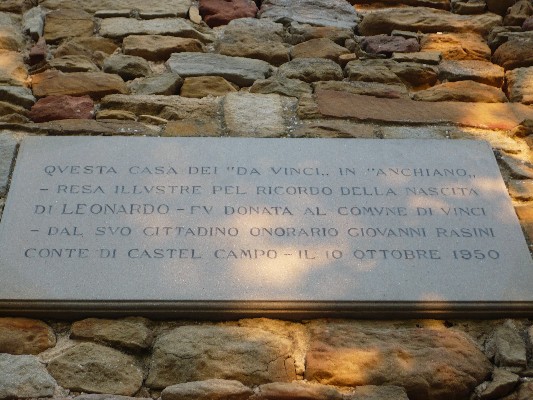 QVESTA CASA DEI "DA VINCI,, IN "ANCHIANO,,
- RESA ILLVSTRE PEL RICORDO DELLA NASCITA
DI LEONARDO - FV DONATA AL COMVNE DI VINCI
- DAL SVO CITTADINO ONORARIO GIOVANNI RASINI
CONTE DI CASTEL CAMPO - IL 10 OTTOBRE 1950